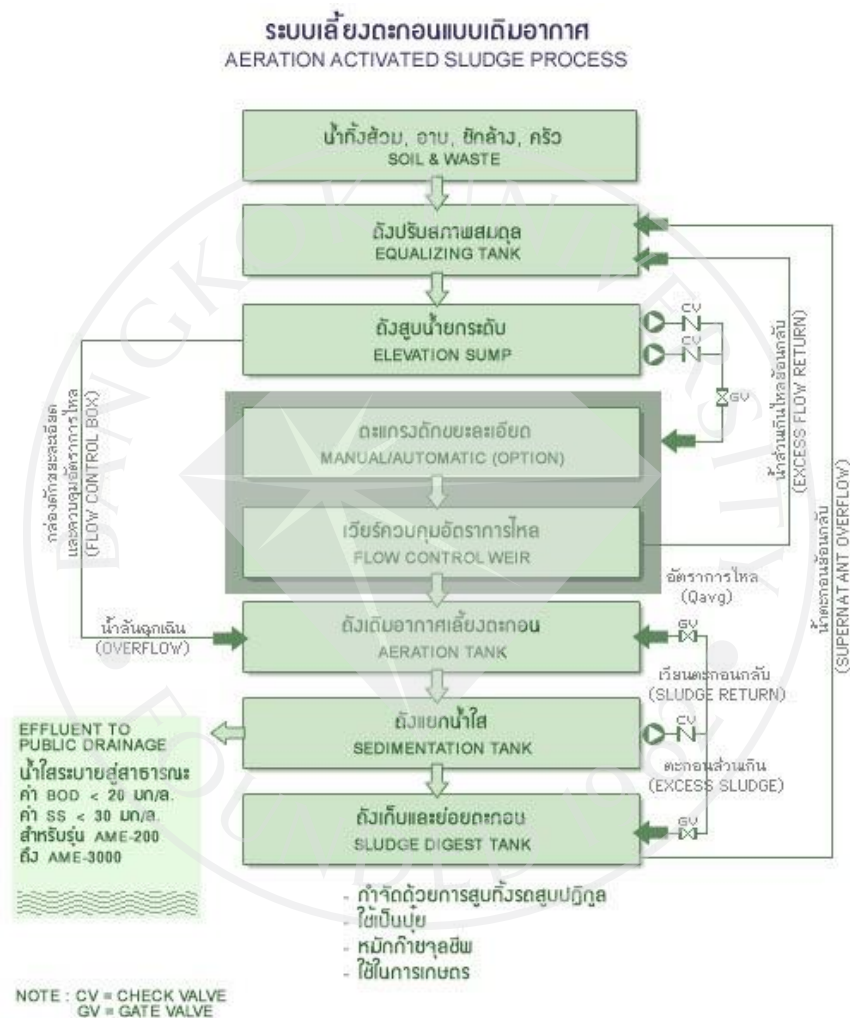 ระบบเลี้ยงตะกอนแบบเติมอากาศ
AERATION ACTIVATED SLUDGE PROCESS
น้ำทิ้งส้วม, อาบ, ซักล้าง, ครัว
SOIL & WASTE
ถังปรับสภาพสมดุล
EQUALIZING TANK
ถังสูบน้ำยกระดับ
ELEVATION SUMP
CV
CV
GV
ตะแกรงดักขยะละเอียด
MANUAL/AUTOMATIC (OPTION)
เวียร์ควบคุมอัตราการไหล
FLOW CONTROL WEIR
กล่องดักขยะละเอียด
และควบคุมอัตราการไหล
(FLOW CONTROL BOX)
น้ำส่วนเกินไหลย้อนกลับ
(EXCESS FLOW RETURN)
น้ำตะกอนย้อนกลับ
(SUPERNATANT OVERFLOW)
อัตราการไหล
(Qavg)
น้ำล้นฉุกเฉิน
(OVERFLOW)
ถังเติมอากาศเลี้ยงตะกอน
AERATION TANK
GV
เวียนตะกอนกลับ
(SLUDGE RETURN)
ถังแยกน้ำใส
SEDIMENTATION TANK
CV
ตะกอนส่วนเกิน
(EXCESS SLUDGE)
ถังเก็บและย่อยตะกอน
SLUDGE DIGEST TANK
GV
EFFLUENT TO
PUBLIC DRAINAGE
น้ำใสระบายสู่สาธารณะ
ค่า BOD < 20 มก/ล.
ค่า SS < 30 มก/ล.
สำหรับรุ่น AME-200
ถึง AME-3000
- กำจัดด้วยการสูบทิ้งรถสูบปฏิกูล
- ใช้เป็นปุ๋ย
- หมักก๊าซจุลชีพ
- ใช้ในการเกษตร
NOTE : CV = CHECK VALVE
GV = GATE VALVE
BANGKOK UNIVERSITY
FOUNDED 1962